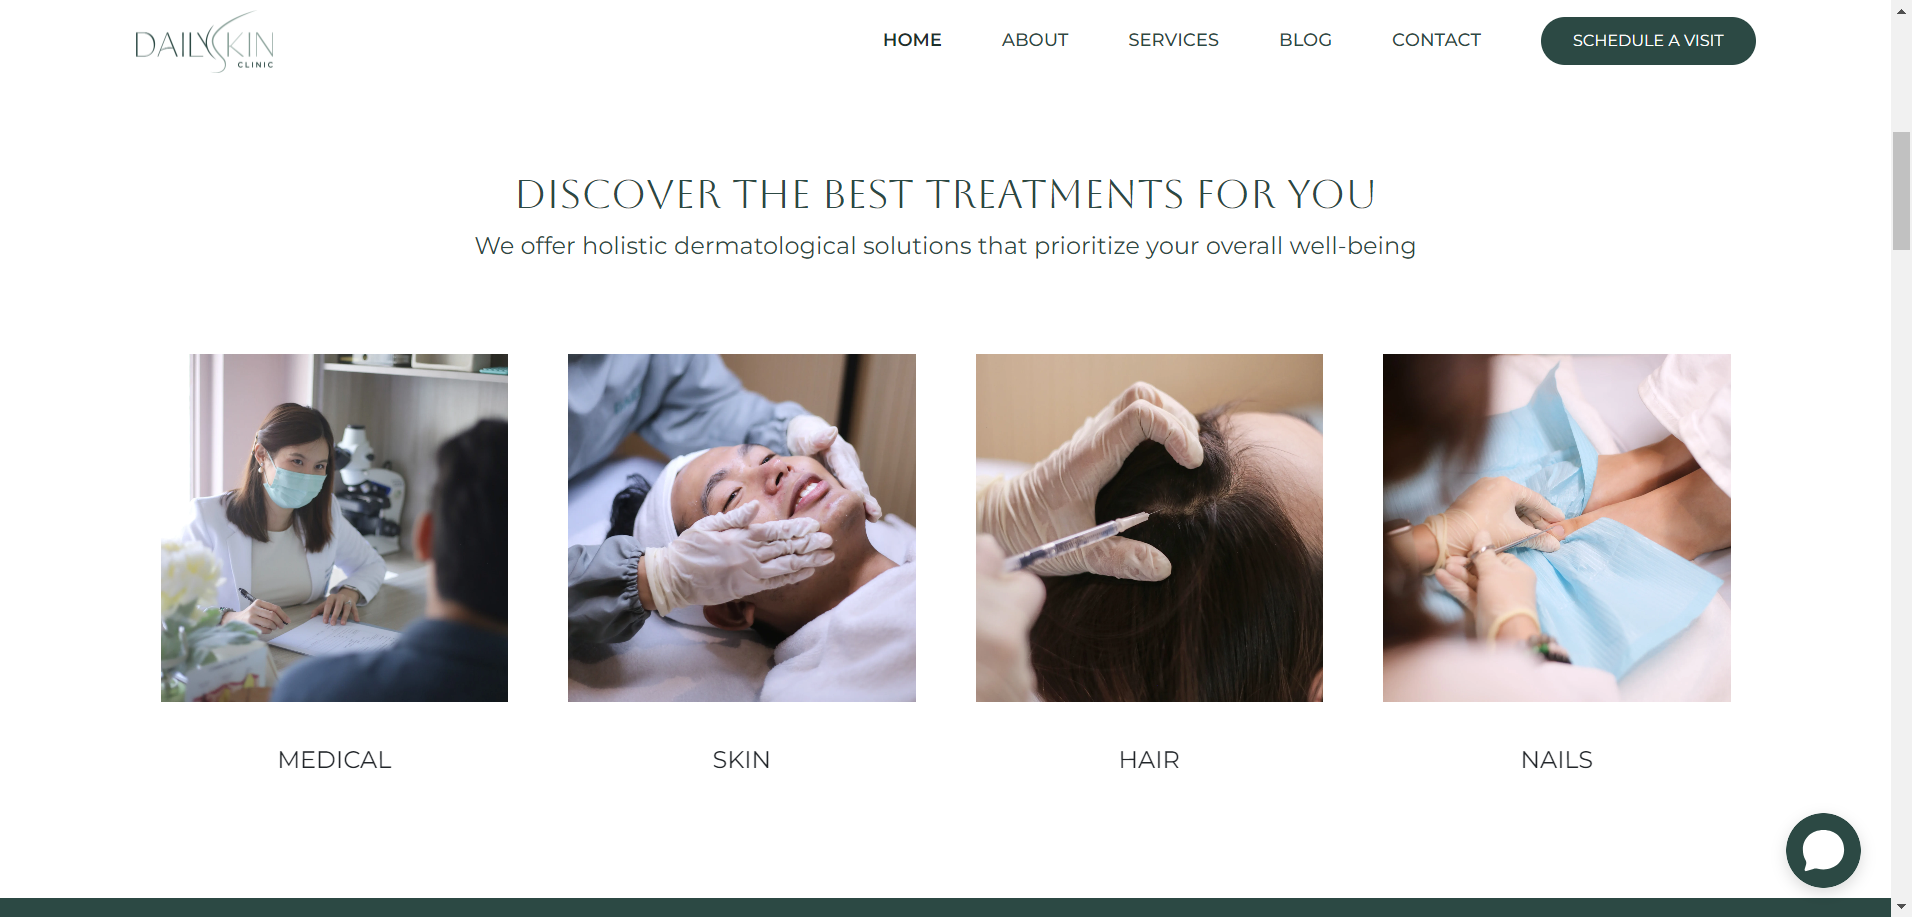 DAILYSKIN
CLINIC
HOME
ABOUT
SERVICES
BLOG
CONTACT
SCHEDULE A VISIT
DISCOVER THE BEST TREATMENTS FOR YOU
We offer holistic dermatological solutions that prioritize your overall well-being
MEDICAL
SKIN
HAIR
NAILS